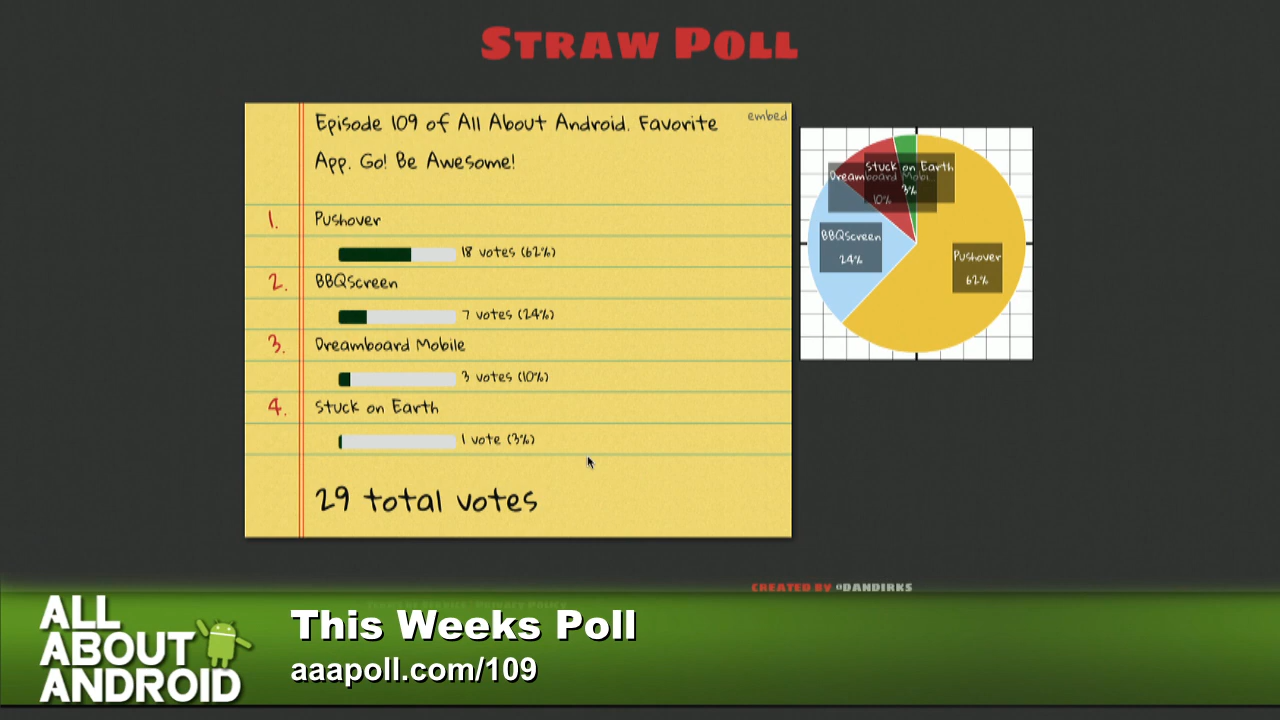 STRAW POLL
embed
Episode 109 of All About Android. Favorite
App. Go! Be Awesome!
1. Pushover
18 votes (62%)
2. BBQScreen
7 votes (24%)
3. Dreamboard Mobile
3 votes (10%)
4. Stuck on Earth
1 vote (3%)
29 total votes
Stuck on Earth
3%
Dreamboard Mobi
10%
BBQScreen
24%
Pushover
62%
CREATED BY @DANDIRKS
ALL
ABOUT
ANDROID
This Weeks Poll
aaapoll.com/109